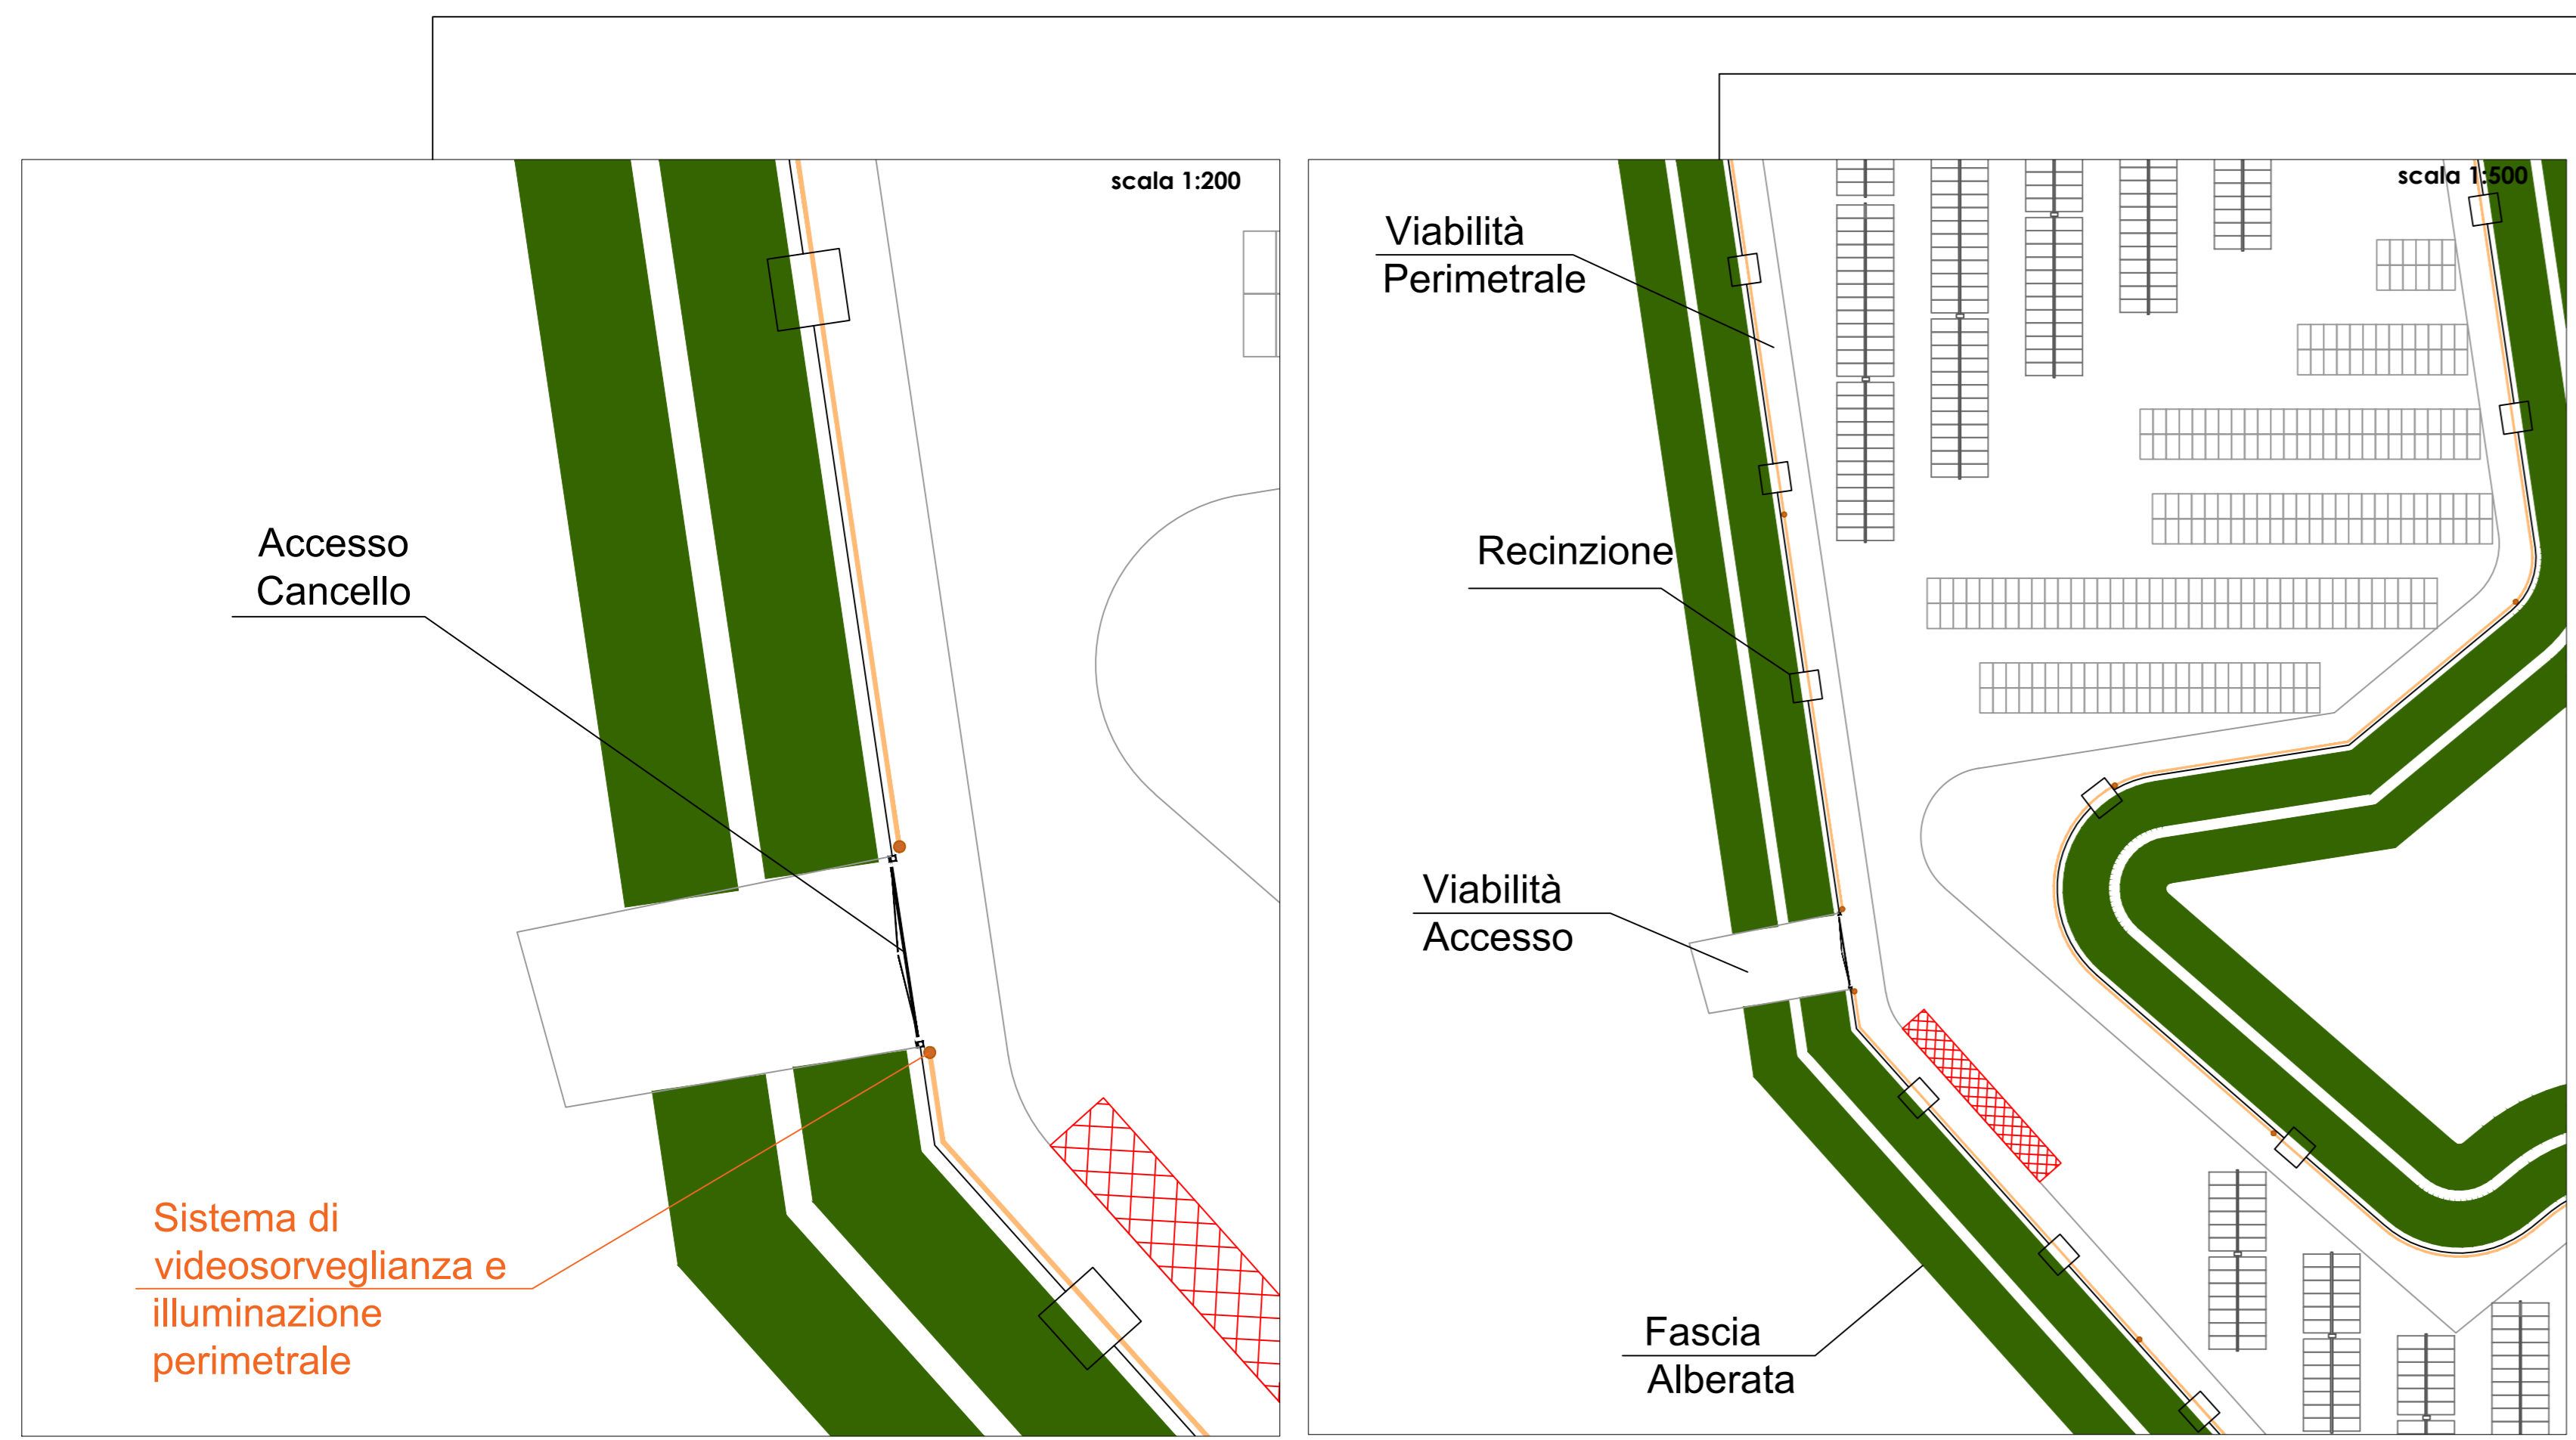 scala 1:200
Accesso
Cancello
Sistema di
videosorveglianza e
illuminazione
perimetrale
scala 1:500
Viabilità
Perimetrale
Recinzione
Viabilità
Accesso
Fascia
Alberata